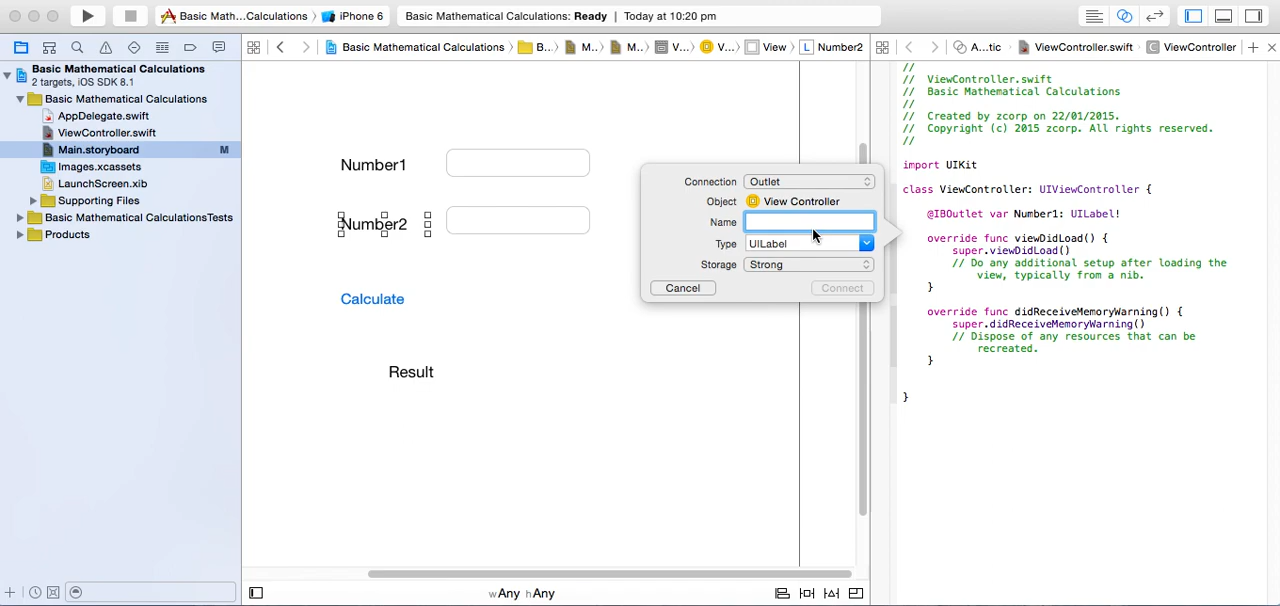 Basic Math...Calculations
iPhone 6
Basic Mathematical Calculations: Ready | Today at 10:20 pm
Basic Mathematical Calculations
B...
M...
M...
V...
V...
View
L
Number2
A...tic
ViewController.swift
C
ViewController
Basic Mathematical Calculations
2 targets, iOS SDK 8.1
Basic Mathematical Calculations
AppDelegate.swift
ViewController.swift
Main.storyboard
M
Images.xcassets
LaunchScreen.xib
Supporting Files
Basic Mathematical CalculationsTests
Products
Number1
Number2
Calculate
Result
Connection
Outlet
Object
View Controller
Name
Type
UILabel
Storage
Strong
Cancel
Connect
//
// ViewController.swift
// Basic Mathematical Calculations
//
// Created by zcorp on 22/01/2015.
// Copyright (c) 2015 zcorp. All rights reserved.
//
import UIKit
class ViewController: UIViewController {
@IBOutlet var Number1: UILabel!
override func viewDidLoad() {
super.viewDidLoad()
// Do any additional setup after loading the
view, typically from a nib.
}
override func didReceiveMemoryWarning() {
super.didReceiveMemoryWarning()
// Dispose of any resources that can be
recreated.
}
}
wAny hAny